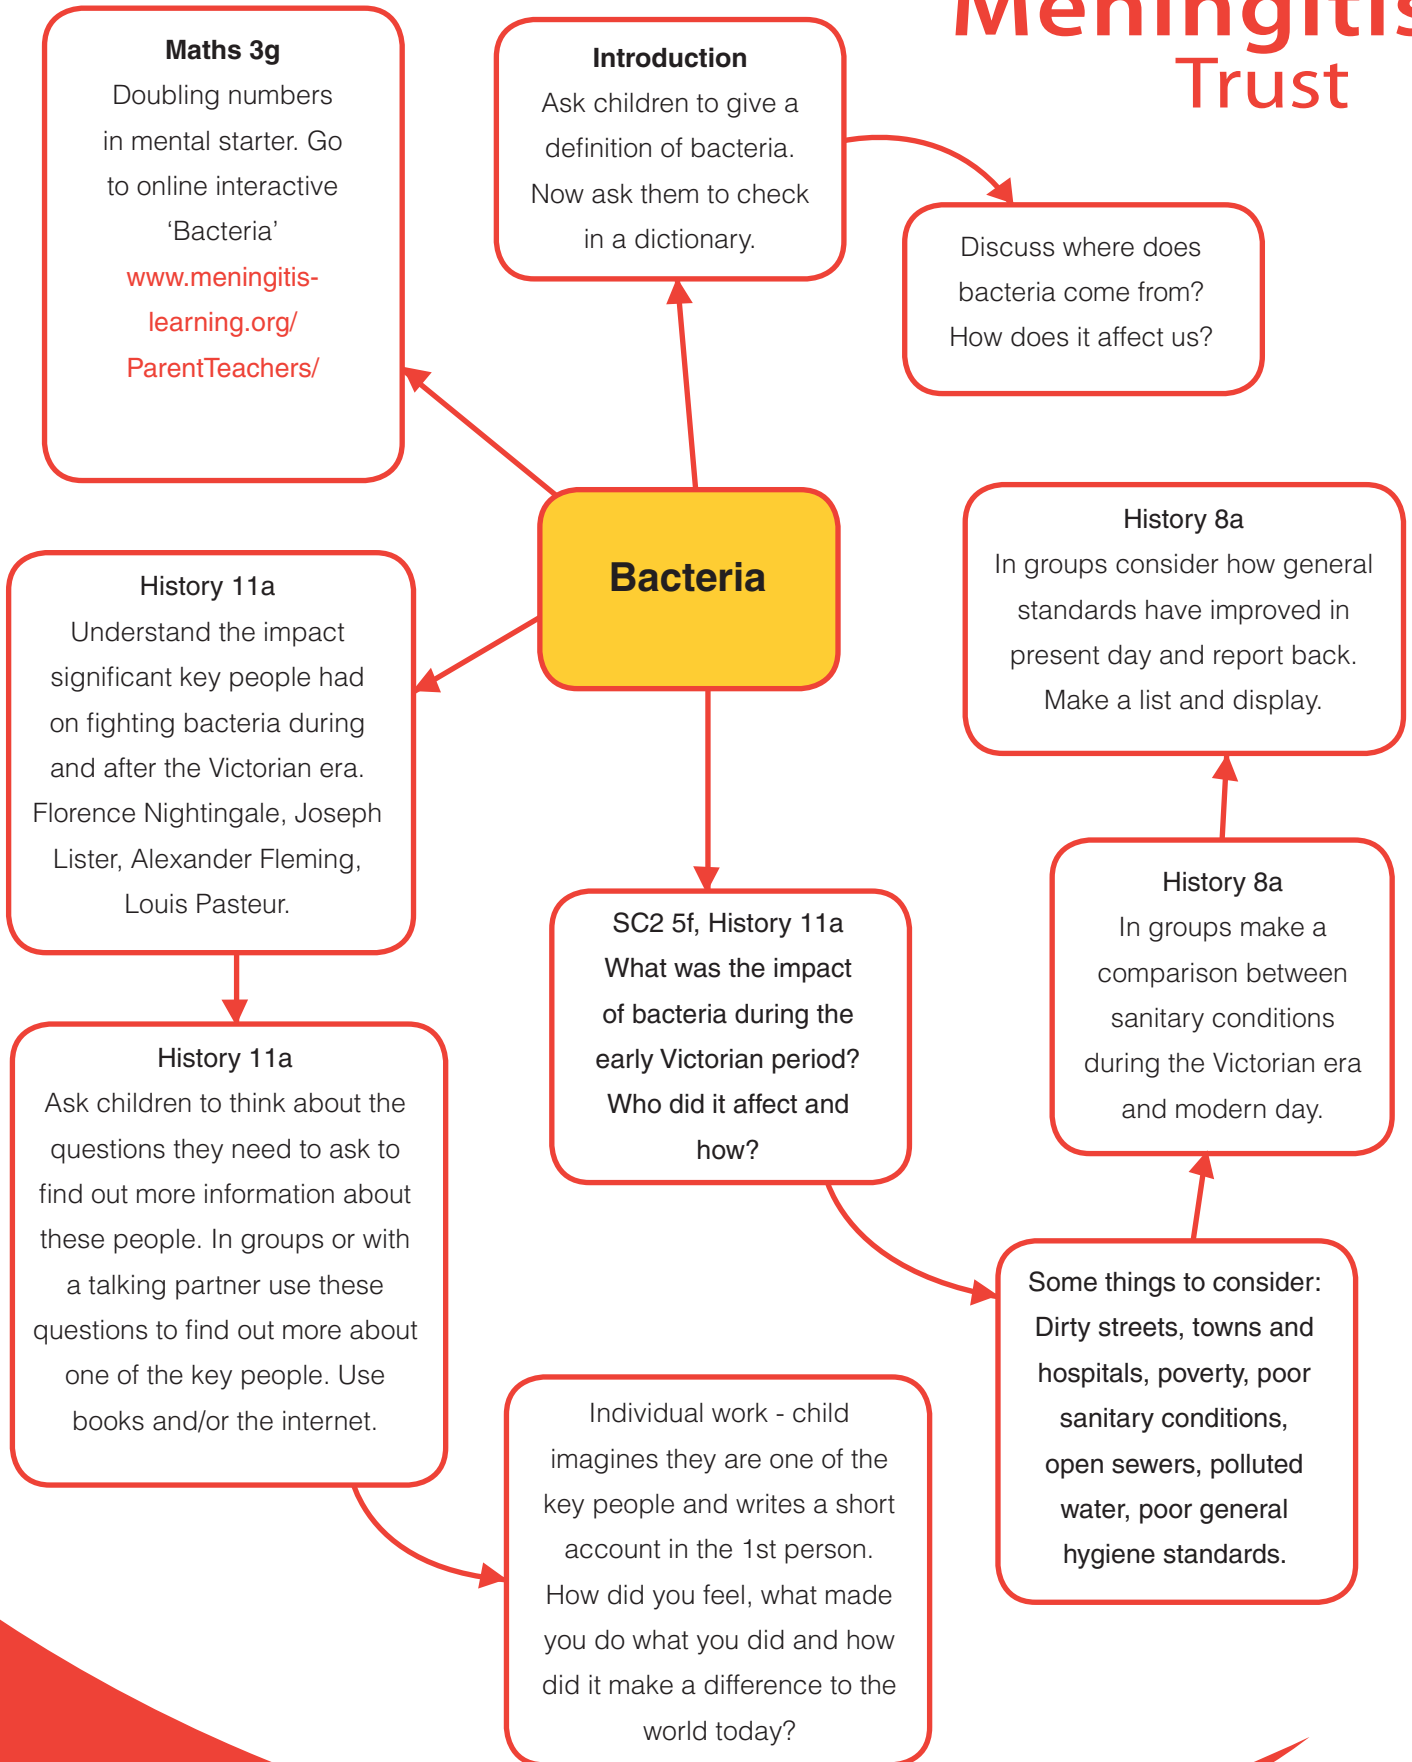 Meningitis
Trust
Maths 3g
Doubling numbers
in mental starter. Go
to online interactive
‘Bacteria’
www.meningitis-
learning.org/
ParentTeachers/
Introduction
Ask children to give a
definition of bacteria.
Now ask them to check
in a dictionary.
Discuss where does
bacteria come from?
How does it affect us?
Bacteria
History 11a
Understand the impact
significant key people had
on fighting bacteria during
and after the Victorian era.
Florence Nightingale, Joseph
Lister, Alexander Fleming,
Louis Pasteur.
History 11a
Ask children to think about the
questions they need to ask to
find out more information about
these people. In groups or with
a talking partner use these
questions to find out more about
one of the key people. Use
books and/or the internet.
Individual work - child
imagines they are one of the
key people and writes a short
account in the 1st person.
How did you feel, what made
you do what you did and how
did it make a difference to the
world today?
SC2 5f, History 11a
What was the impact
of bacteria during the
early Victorian period?
Who did it affect and
how?
Some things to consider:
Dirty streets, towns and
hospitals, poverty, poor
sanitary conditions,
open sewers, polluted
water, poor general
hygiene standards.
History 8a
In groups make a
comparison between
sanitary conditions
during the Victorian era
and modern day.
History 8a
In groups consider how general
standards have improved in
present day and report back.
Make a list and display.